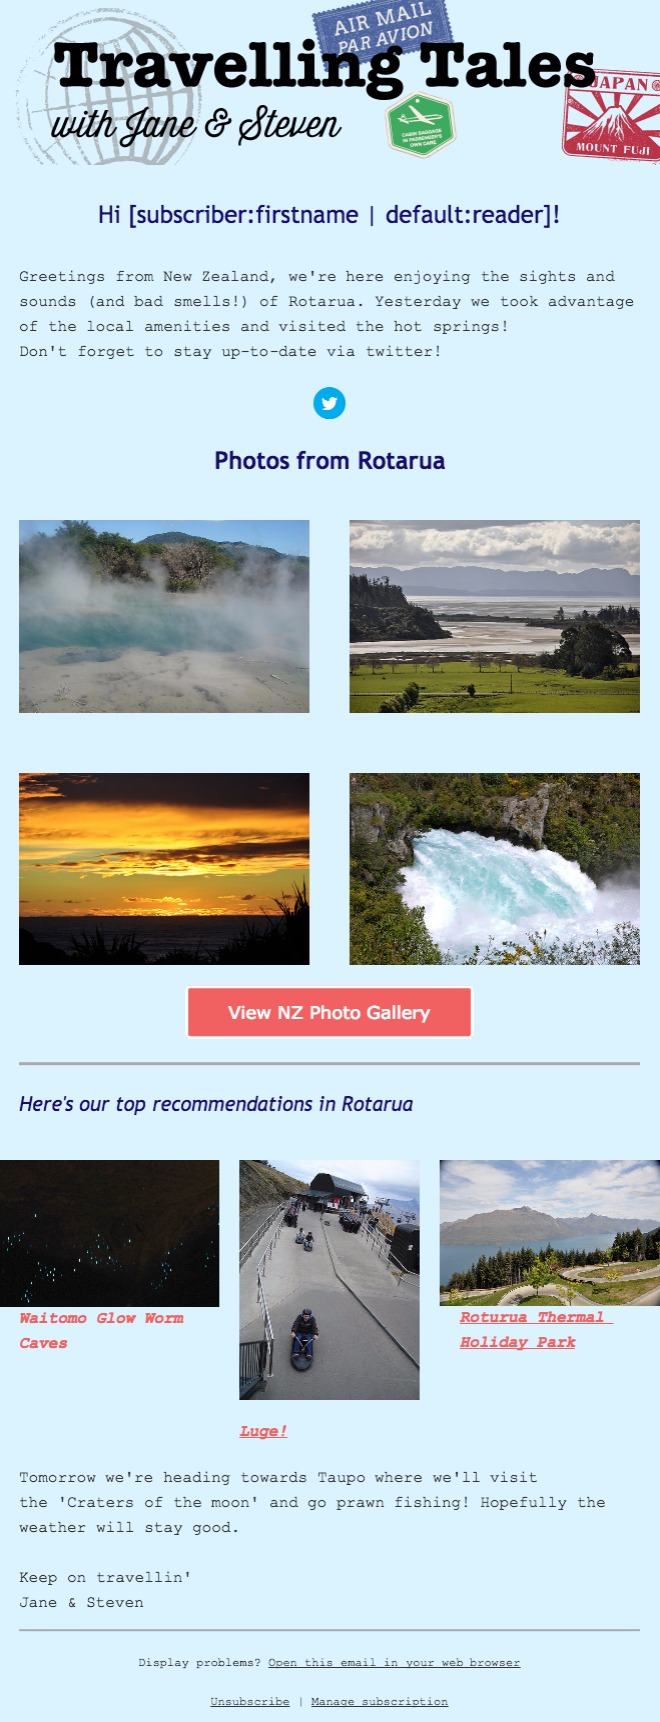 AIR MAIL
PAR AVION
Travelling Tales
with Jane & Steven
CABIN BAGGAGE
IN PASSENGER'S
OWN CARE
JAPAN
MOUNT FUJI
Hi [subscriber:firstname | default:reader]!
Greetings from New Zealand, we're here enjoying the sights and
sounds (and bad smells!) of Rotarua. Yesterday we took advantage
of the local amenities and visited the hot springs!
Don't forget to stay up-to-date via twitter!
Photos from Rotarua
View NZ Photo Gallery
Here's our top recommendations in Rotarua
Waitomo Glow Worm
Caves
Luge!
Roturua Thermal
Holiday Park
Tomorrow we're heading towards Taupo where we'll visit
the 'Craters of the moon' and go prawn fishing! Hopefully the
weather will stay good.
Keep on travellin'
Jane & Steven
Display problems? Open this email in your web browser
Unsubscribe | Manage subscription